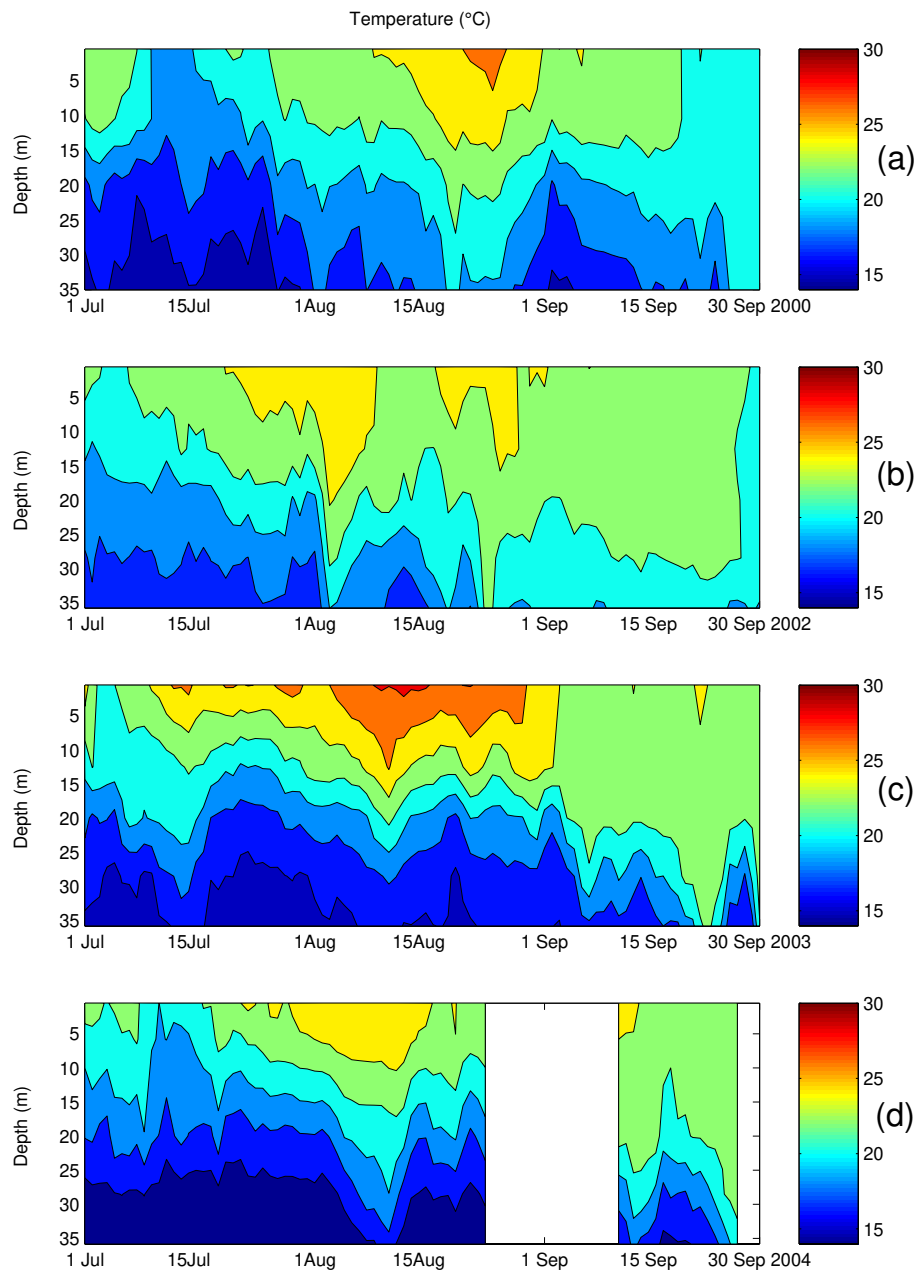 Temperature (°C)
Depth (m)
5
10
15
20
25
30
35
1 Jul
15Jul
1Aug
15Aug
1 Sep
15 Sep
30 Sep 2000
30
25
20
15
(a)
Depth (m)
5
10
15
20
25
30
35
1 Jul
15Jul
1Aug
15Aug
1 Sep
15 Sep
30 Sep 2002
30
25
20
15
(b)
Depth (m)
5
10
15
20
25
30
35
1 Jul
15Jul
1Aug
15Aug
1 Sep
15 Sep
30 Sep 2003
30
25
20
15
(c)
Depth (m)
5
10
15
20
25
30
35
1 Jul
15Jul
1Aug
15Aug
1 Sep
15 Sep
30 Sep 2004
30
25
20
15
(d)